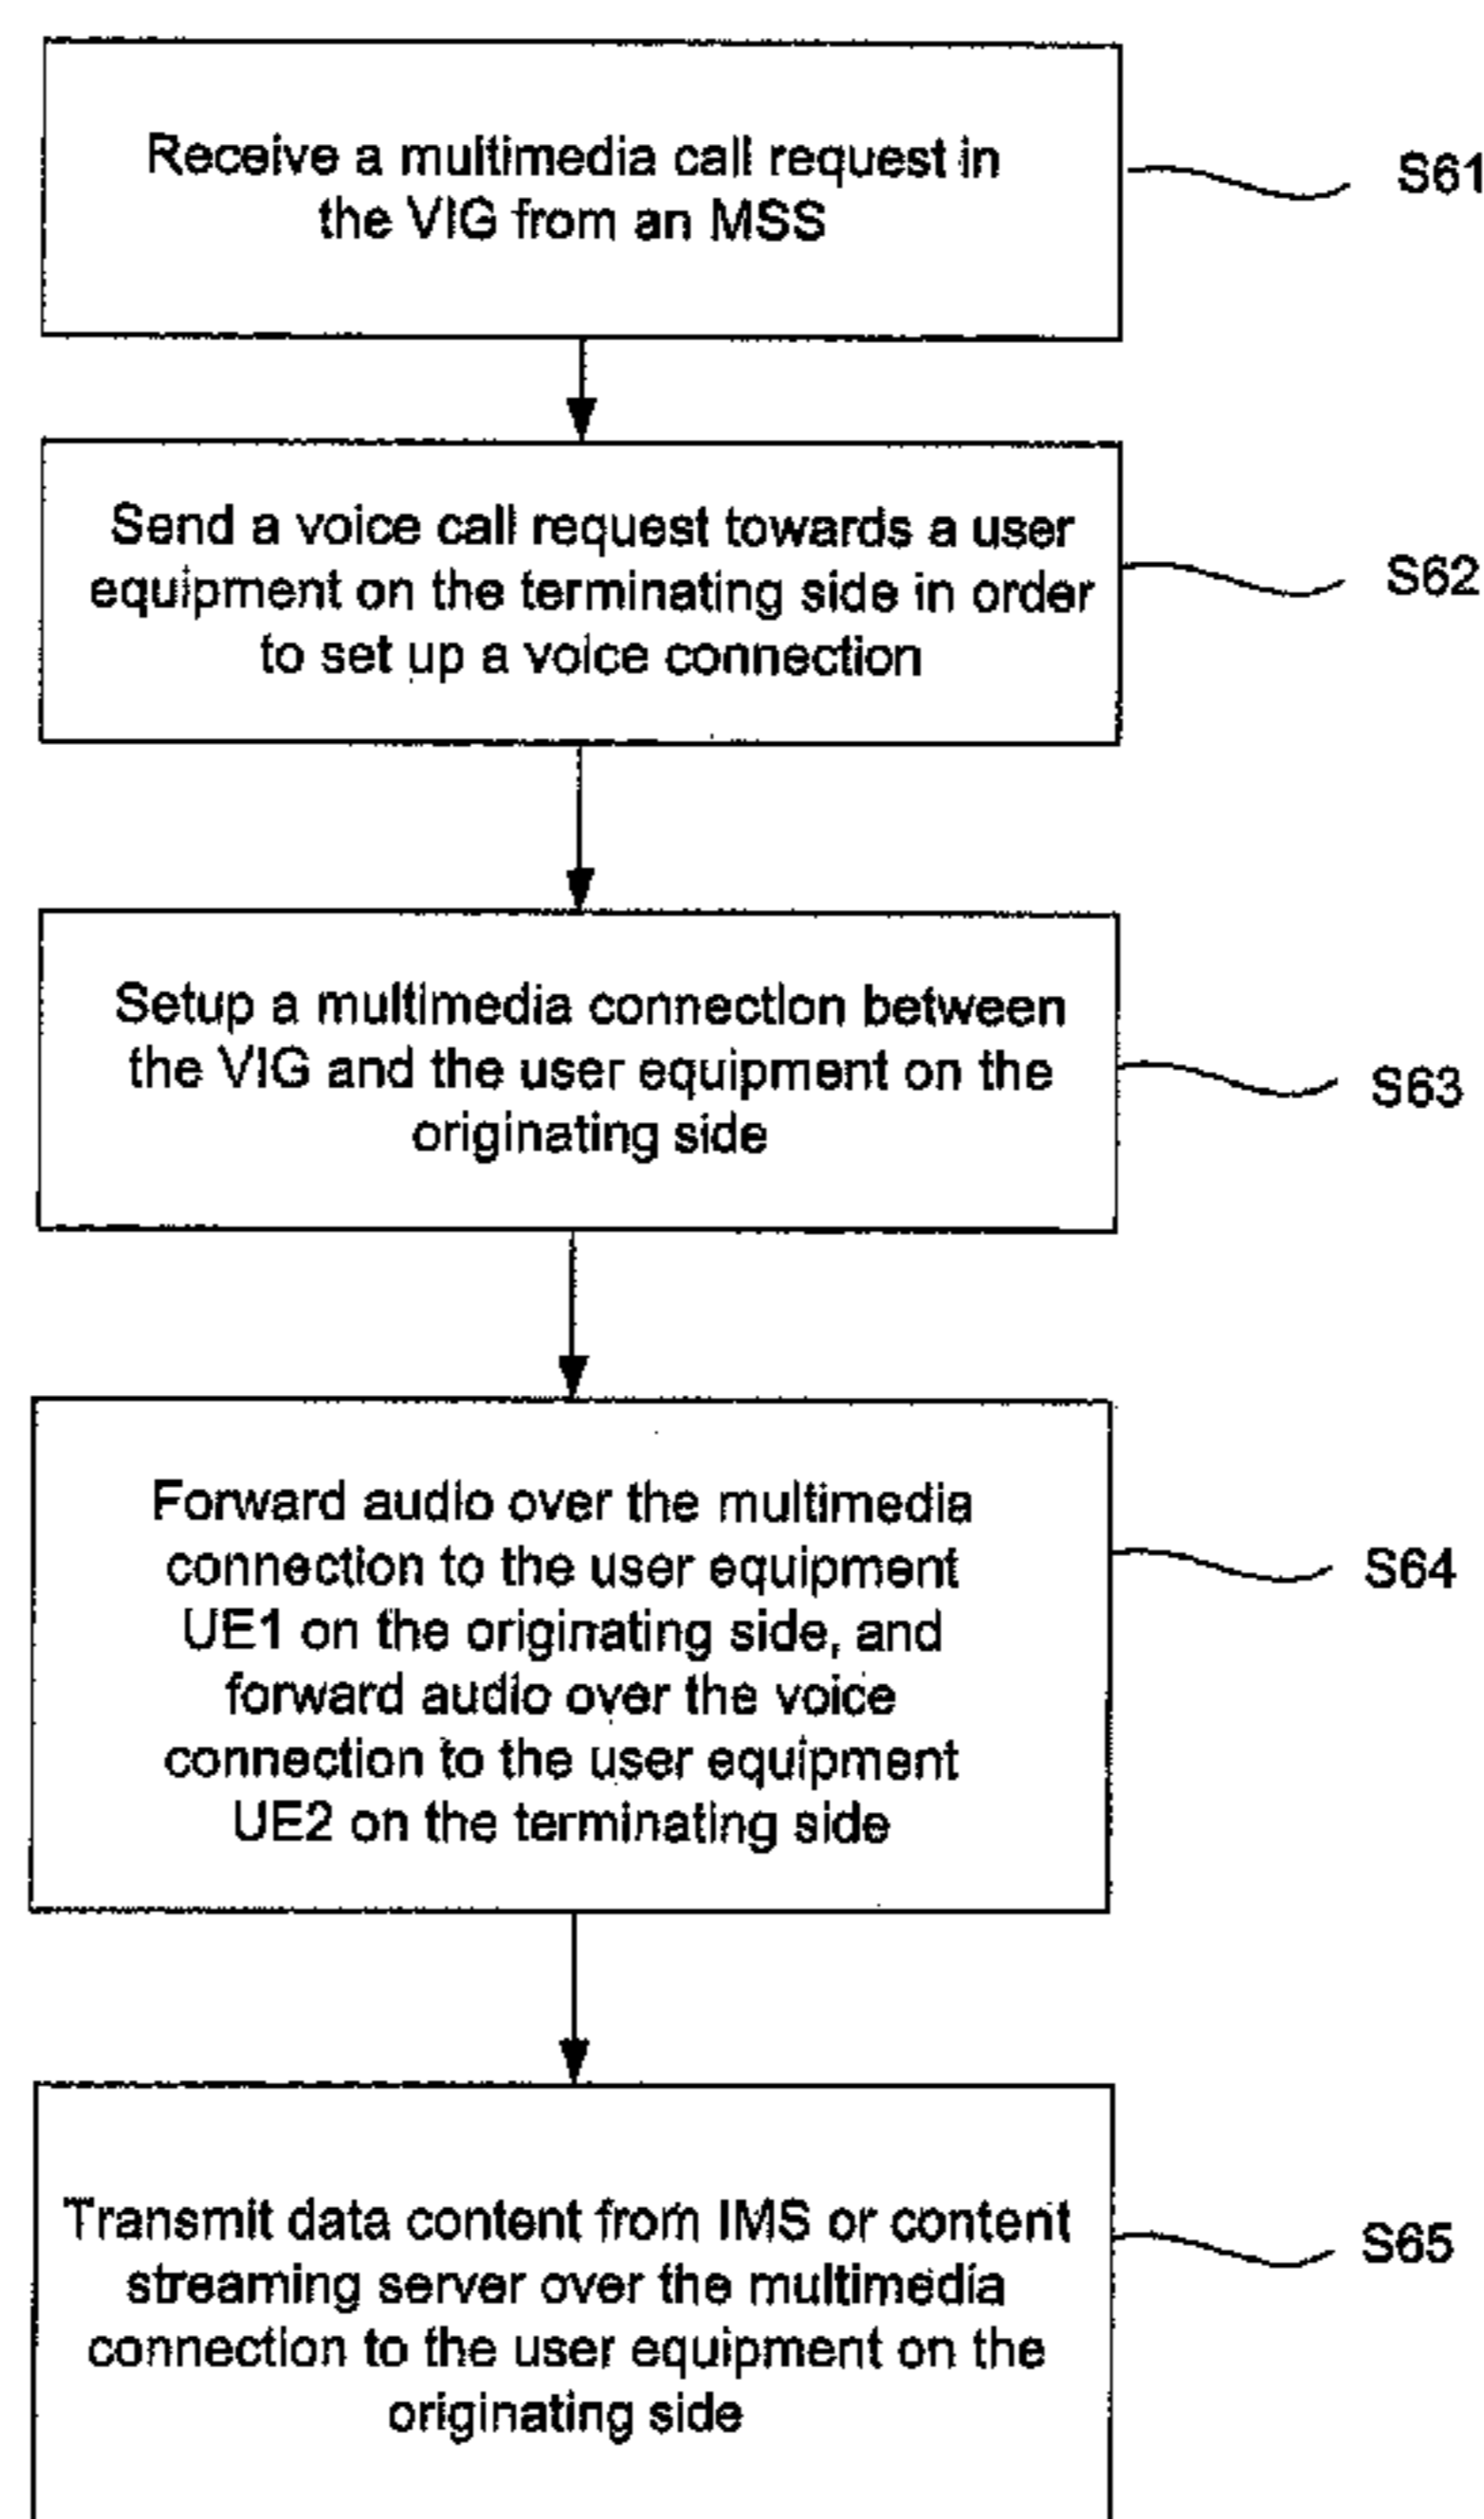 Receive a multimedia call request in
the VIG from an MSS
S61
Send a voice call request towards a user
equipment on the terminating side in order
to set up a voice connection
S62
Setup a multimedia connection between
the VIG and the user equipment on the
originating side
S63
Forward audio over the multimedia
connection to the user equipment
UE1 on the originating side, and
forward audio over the voice
connection to the user equipment
UE2 on the terminating side
S64
Transmit data content from IMS or content
streaming server over the multimedia
connection to the user equipment on the
originating side
S65